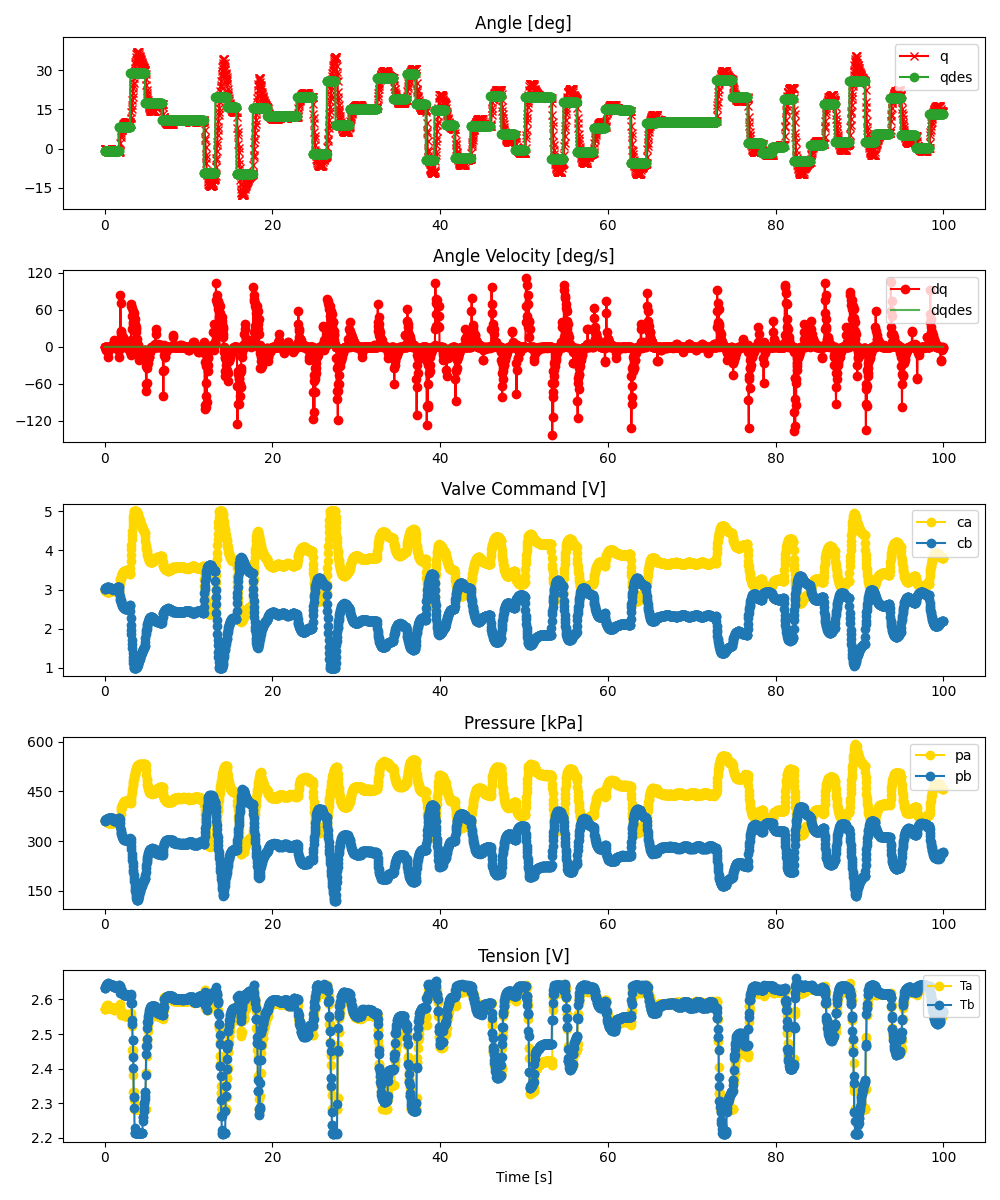 Angle [deg]
30
15
0
−15
q
qdes
0 20 40 60 80 100
Angle Velocity [deg/s]
120
60
0
−60
−120
dq
dqdes
0 20 40 60 80 100
Valve Command [V]
5
4
3
2
1
ca
cb
0 20 40 60 80 100
Pressure [kPa]
600
450
300
150
pa
pb
0 20 40 60 80 100
Tension [V]
2.6
2.5
2.4
2.3
2.2
Ta
Tb
0 20 40 60 80 100
Time [s]